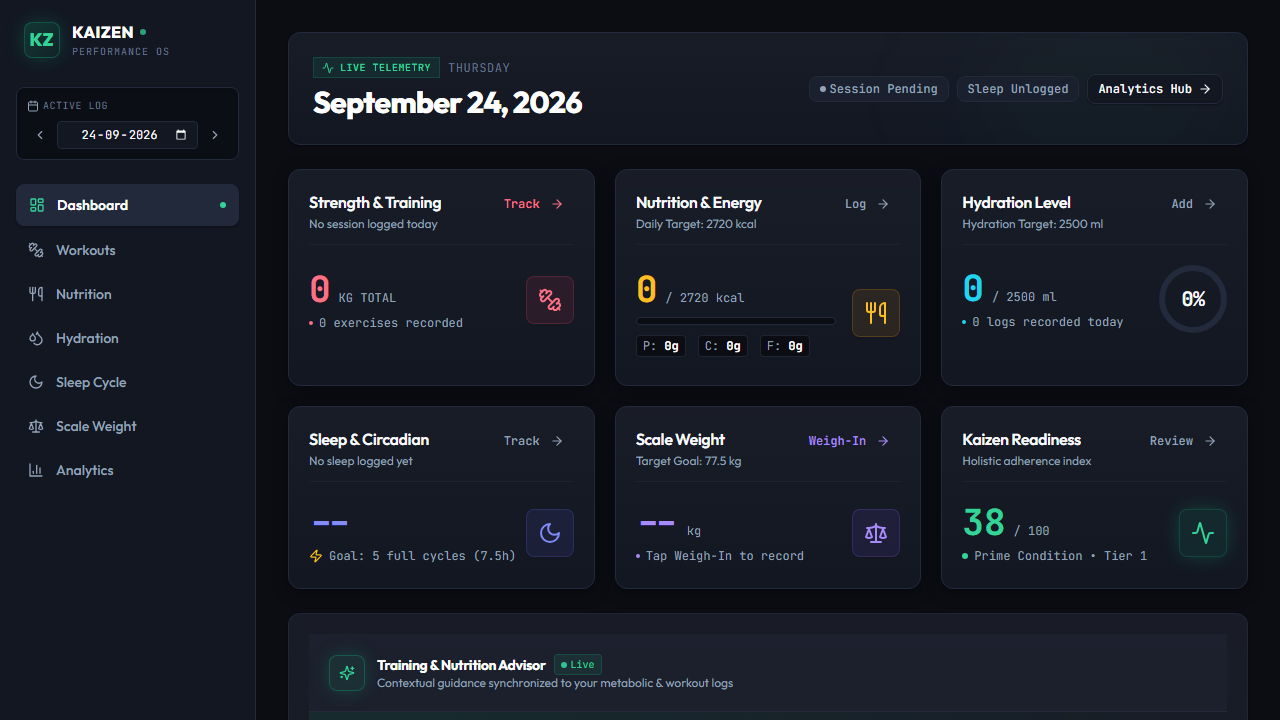 KZ
KAIZEN
PERFORMANCE OS
ACTIVE LOG
24-09-2026
Dashboard
Workouts
Nutrition
Hydration
Sleep Cycle
Scale Weight
Analytics
LIVE TELEMETRY THURSDAY
September 24, 2026
Session Pending
Sleep Unlogged
Analytics Hub →
Strength & Training
Track →
No session logged today
0 KG TOTAL
• 0 exercises recorded
Nutrition & Energy
Log →
Daily Target: 2720 kcal
0 / 2720 kcal
P: 0g C: 0g F: 0g
Hydration Level
Add →
Hydration Target: 2500 ml
0 / 2500 ml
• 0 logs recorded today
0%
Sleep & Circadian
Track →
No sleep logged yet
--
Goal: 5 full cycles (7.5h)
Scale Weight
Weigh-In →
Target Goal: 77.5 kg
-- kg
• Tap Weigh-In to record
Kaizen Readiness
Review →
Holistic adherence index
38 / 100
Prime Condition • Tier 1
Training & Nutrition Advisor
Live
Contextual guidance synchronized to your metabolic & workout logs